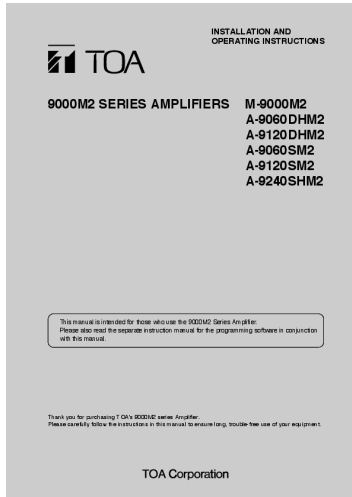 INSTALLATION AND
OPERATING INSTRUCTIONS
TOA
9000M2 SERIES AMPLIFIERS M-9000M2
A-9060DHM2
A-9120DHM2
A-9060SM2
A-9120SM2
A-9240SHM2
This manual is intended for those who use the 9000M2 Series Amplifier.
Please also read the separate instruction manual for the programming software in conjunction
with this manual.
Thank you for purchasing TOA's 9000M2 series Amplifier.
Please carefully follow the instructions in this manual to ensure long, trouble-free use of your equipment.
TOA Corporation